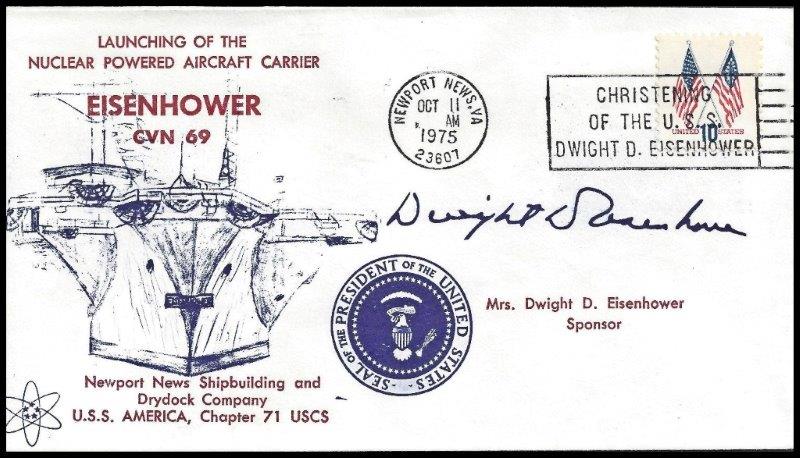 LAUNCHING OF THE
NUCLEAR POWERED AIRCRAFT CARRIER
EISENHOWER
CVN 69
NEWPORT NEWS, VA
OCT 11
AM
1975
23607
CHRISTENING
OF THE U. S. S.
DWIGHT D. EISENHOWER
UNITED 10¢ STATES
Dwight D Eisenhower
EISENHOWER
SEAL OF THE PRESIDENT OF THE UNITED STATES
Mrs. Dwight D. Eisenhower
Sponsor
Newport News Shipbuilding and
Drydock Company
U.S.S. AMERICA, Chapter 71 USCS